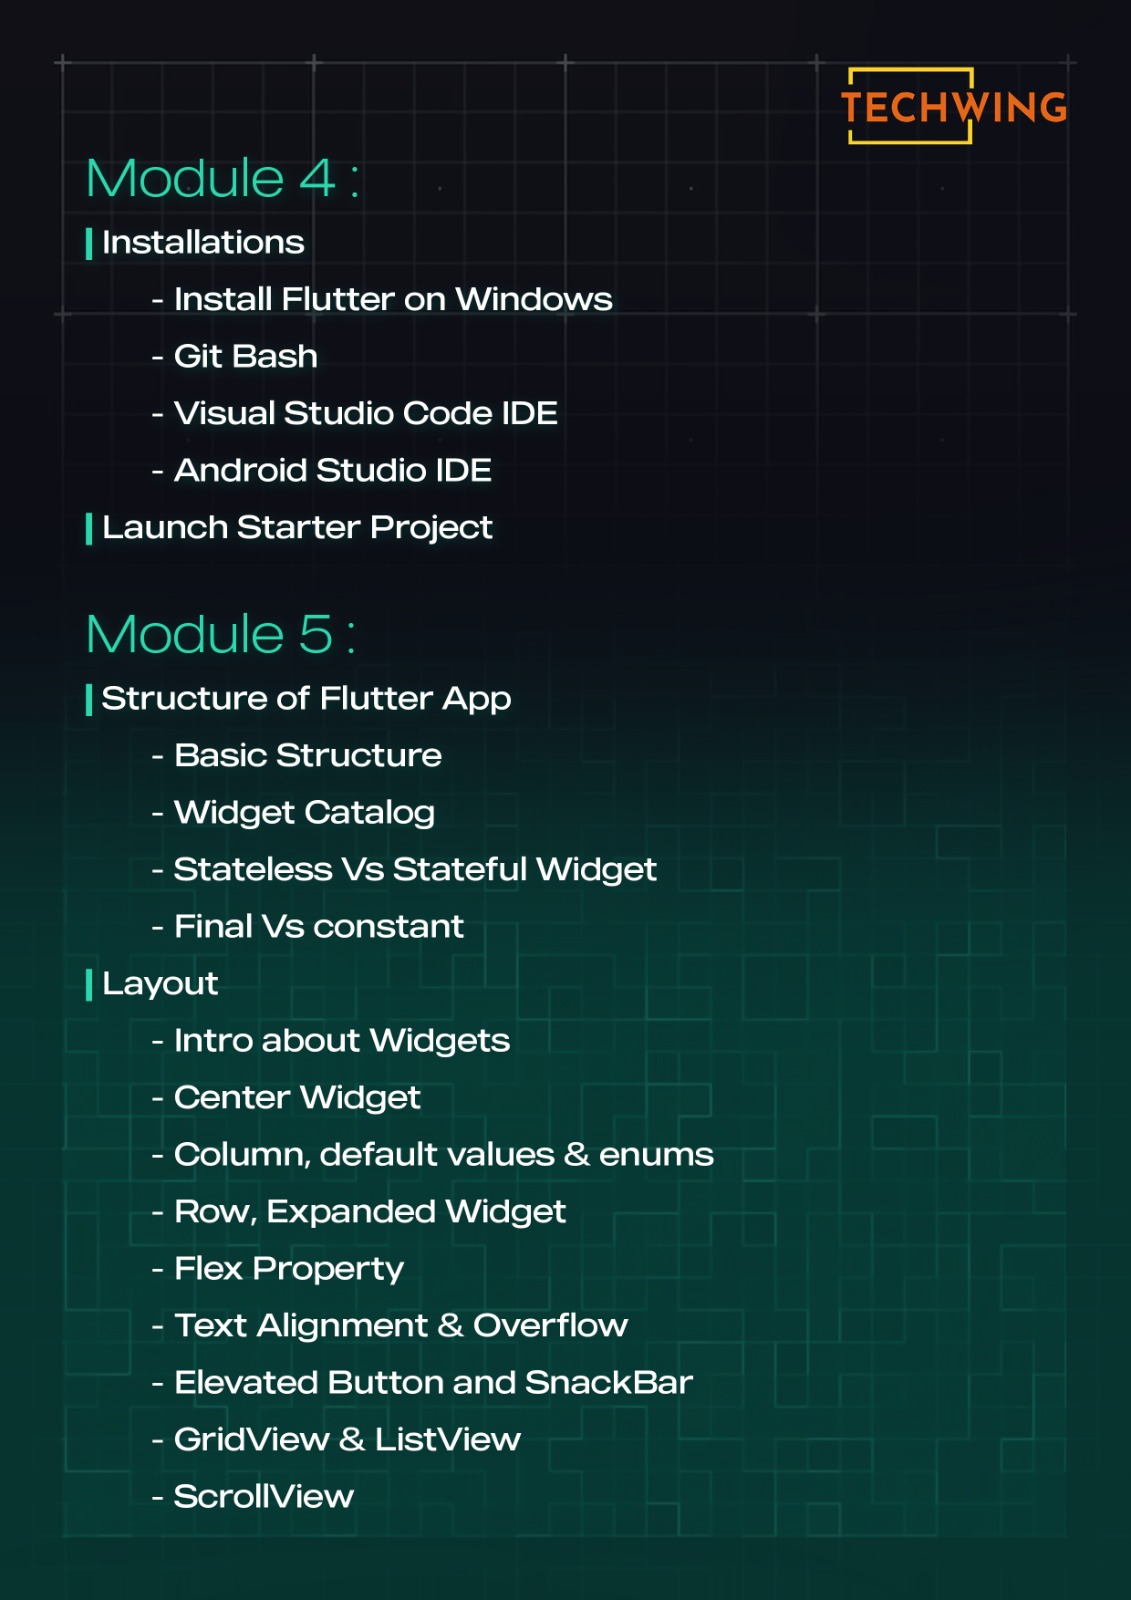 TECHWING
Module 4 :
Installations
- Install Flutter on Windows
- Git Bash
- Visual Studio Code IDE
- Android Studio IDE
Launch Starter Project
Module 5 :
Structure of Flutter App
- Basic Structure
- Widget Catalog
- Stateless Vs Stateful Widget
- Final Vs constant
Layout
- Intro about Widgets
- Center Widget
- Column, default values & enums
- Row, Expanded Widget
- Flex Property
- Text Alignment & Overflow
- Elevated Button and SnackBar
- GridView & ListView
- ScrollView